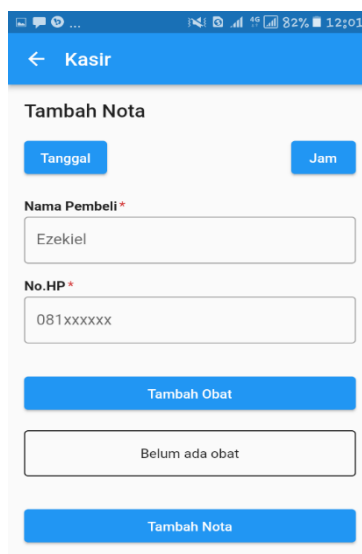 ... 4G 82% 12:01
Kasir
Tambah Nota
Tanggal Jam
Nama Pembeli*
Ezekiel
No.HP*
081xxxxxx
Tambah Obat
Belum ada obat
Tambah Nota